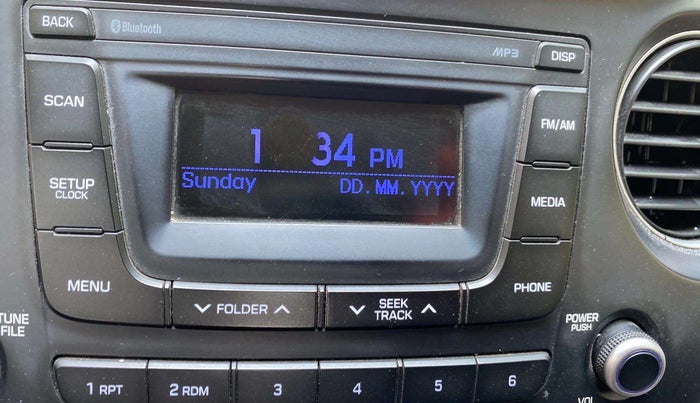 BACK
Bluetooth
MP3
DISP
SCAN
FM/AM
1 34 PM
Sunday DD.MM.YYYY
SETUP
CLOCK
MEDIA
MENU
FOLDER
SEEK
TRACK
PHONE
TUNE
FILE
POWER
PUSH
1 RPT
2 RDM
3
4
5
6
VOL